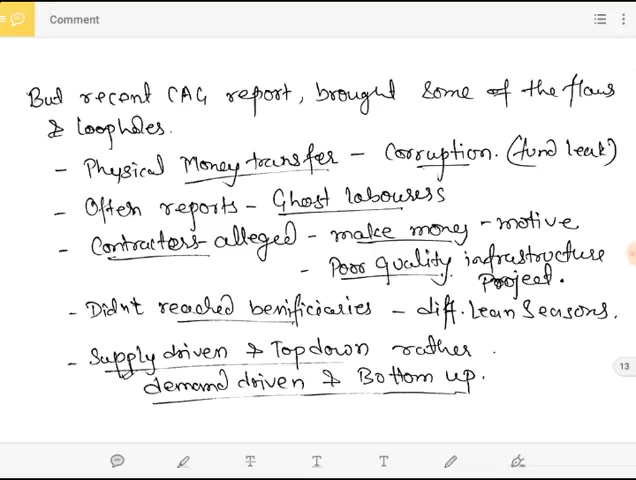 Comment
But recent CAG report, brought some of the flaws
& loopholes.
- Physical Money transfer - Corruption. (fund leak)
- Often reports - Ghost labouress
- Contractors - alleged - make money - motive
- Poor quality infrastructure
Project.
- Didn't reached benificiaries - diff. Lean Seasons.
- Supply driven & Topdown rather
demand driven & Bottom up.
13
T
T
T